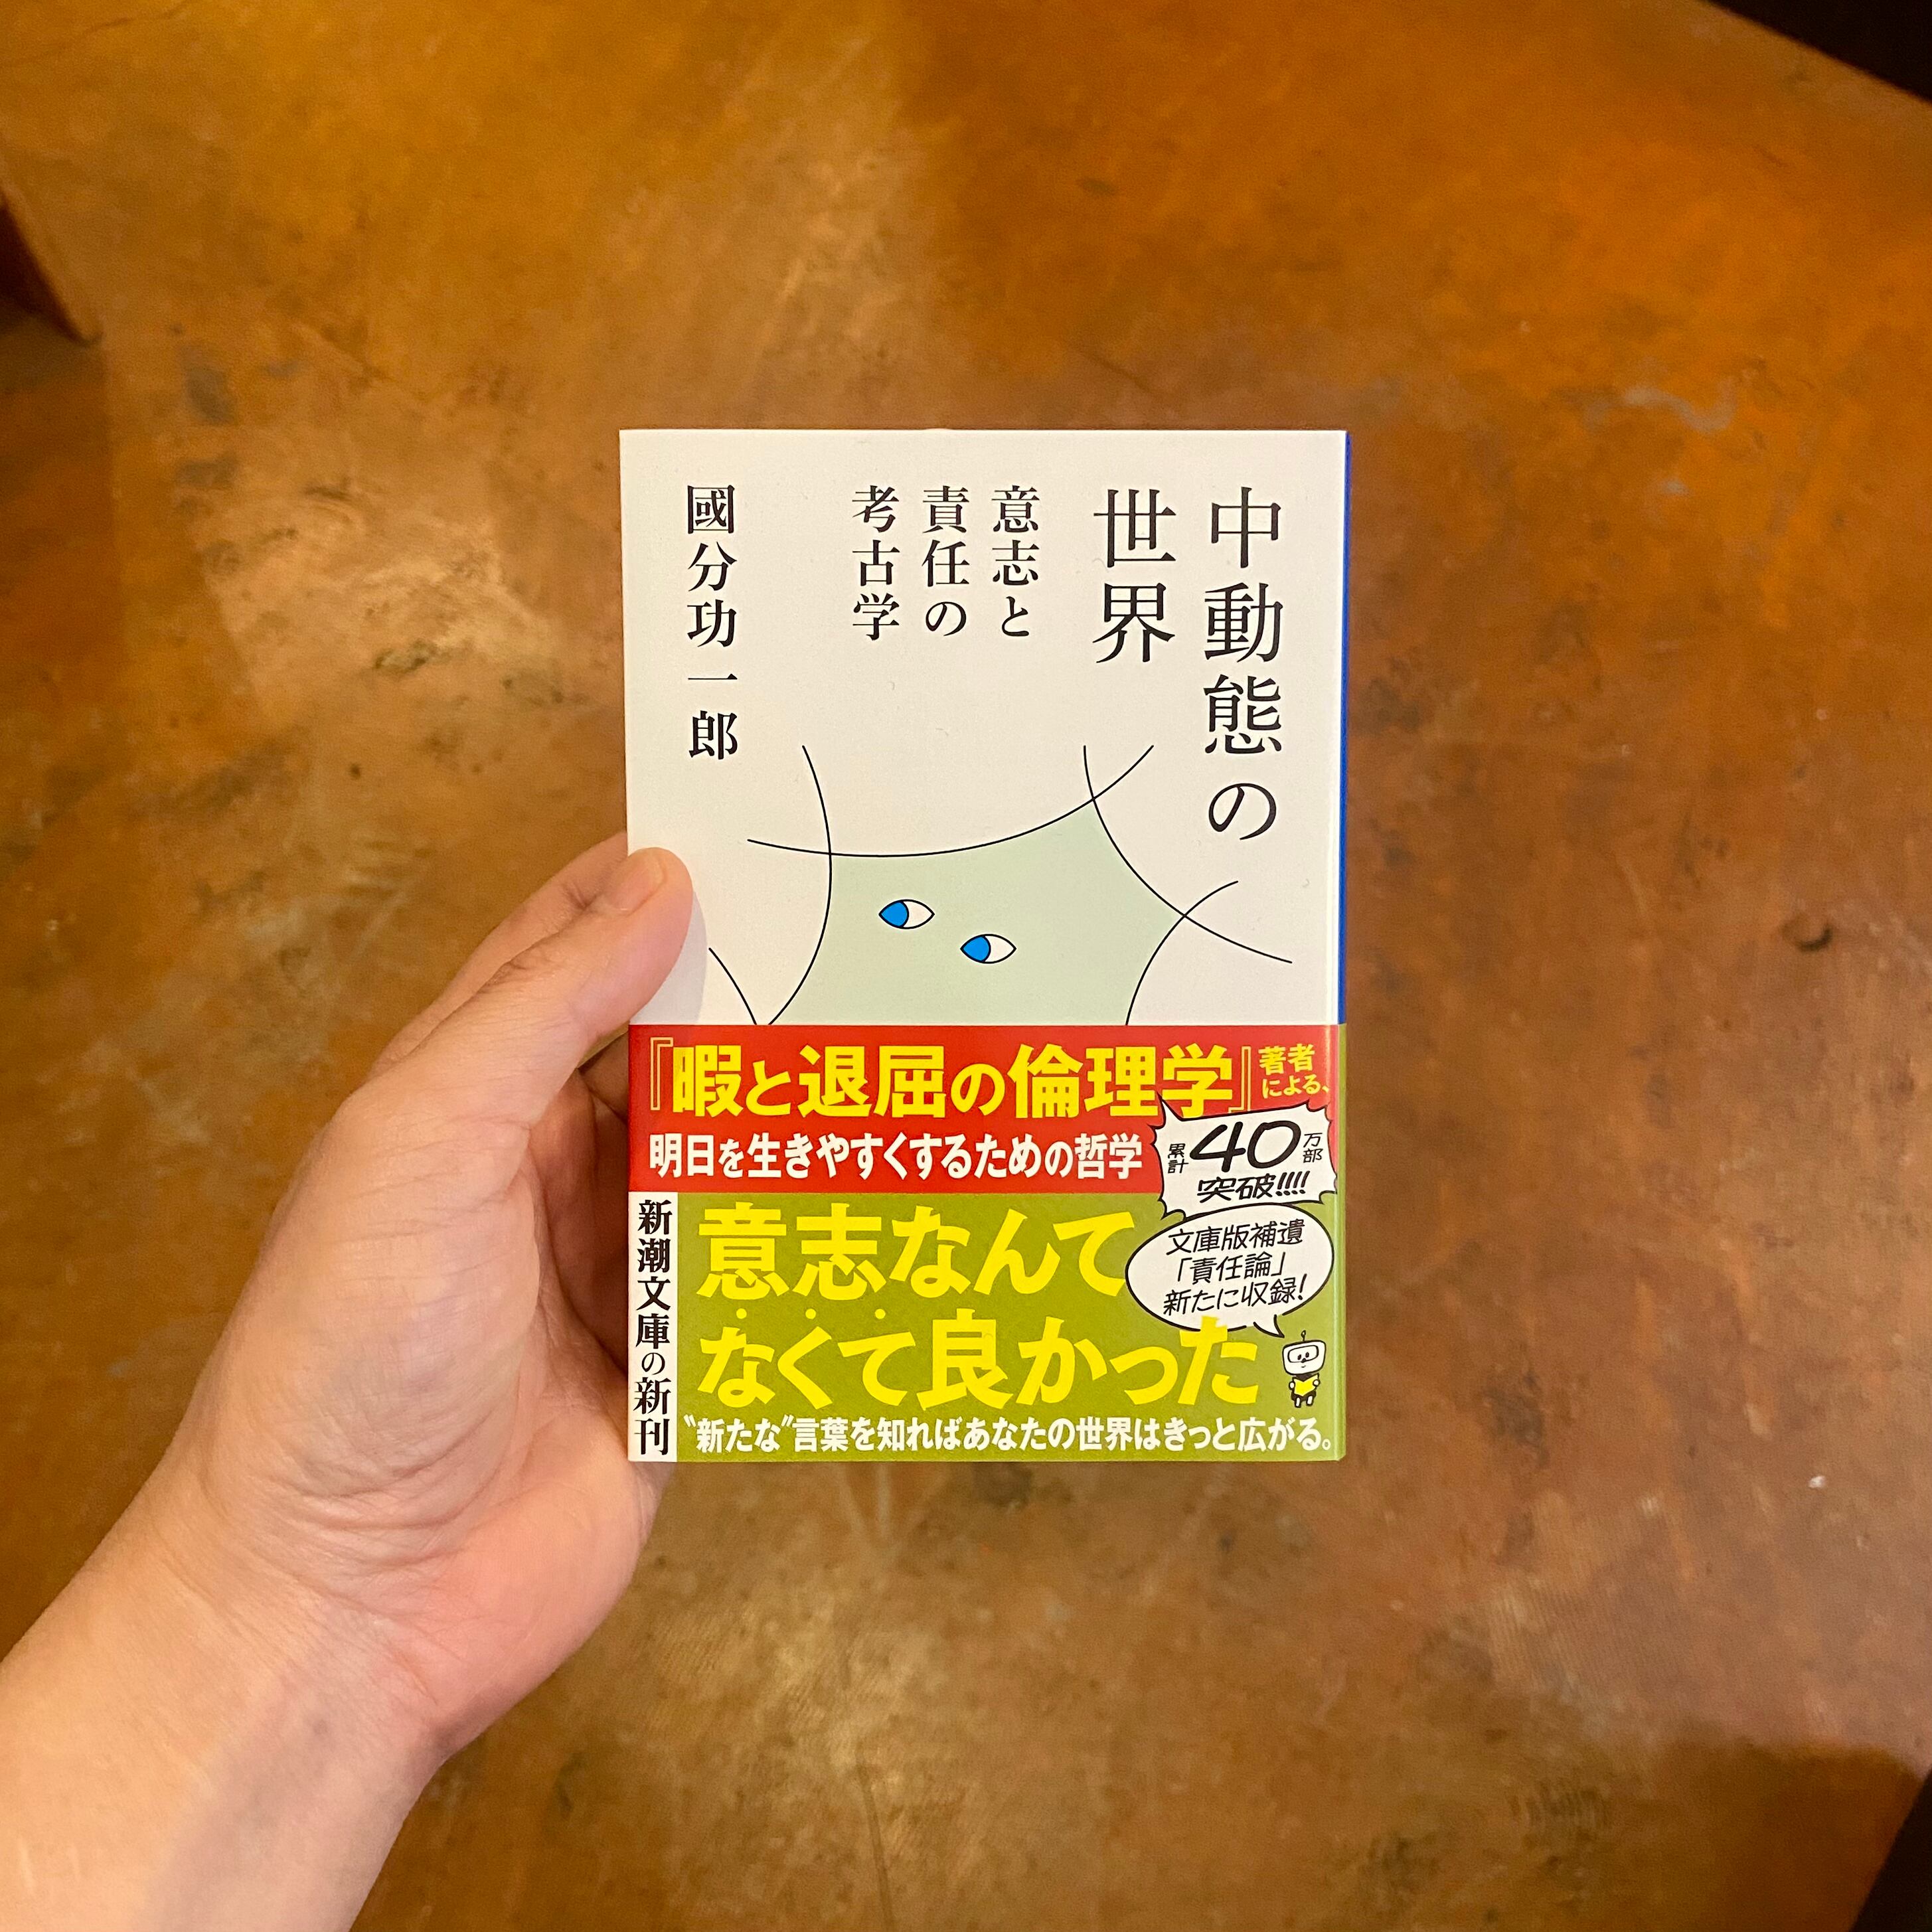 中動態の
世界
意志と
責任の
考古学
國分功一郎
『暇と退屈の倫理学』著者
による、
明日を生きやすくするための哲学
累計40万部
突破!!!!
文庫版補遺
「責任論」
新たに収録!
新潮文庫の新刊
意志なんて
なくて良かった
〝新たな〟言葉を知ればあなたの世界はきっと広がる。